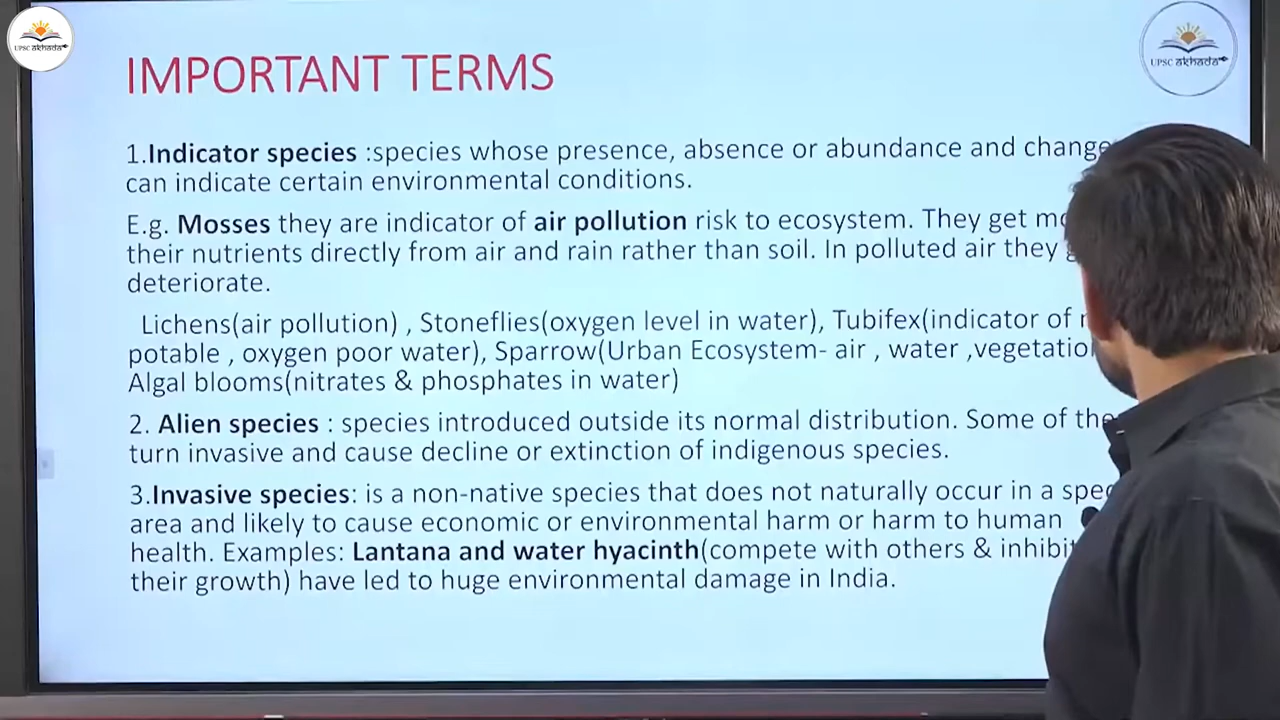 UPSC akhada
UPSC akhada
IMPORTANT TERMS
1.Indicator species :species whose presence, absence or abundance and
can indicate certain environmental conditions.
E.g. Mosses they are indicator of air pollution risk to ecosystem. They get
their nutrients directly from air and rain rather than soil. In polluted air they
deteriorate.
Lichens(air pollution) , Stoneflies(oxygen level in water), Tubifex(indicator of
potable , oxygen poor water), Sparrow(Urban Ecosystem- air , water ,
Algal blooms(nitrates & phosphates in water)
2. Alien species : species introduced outside its normal distribution. Some of
turn invasive and cause decline or extinction of indigenous species.
3.Invasive species: is a non-native species that does not naturally occur in a
area and likely to cause economic or environmental harm or harm to human
health. Examples: Lantana and water hyacinth(compete with others &
their growth) have led to huge environmental damage in India.